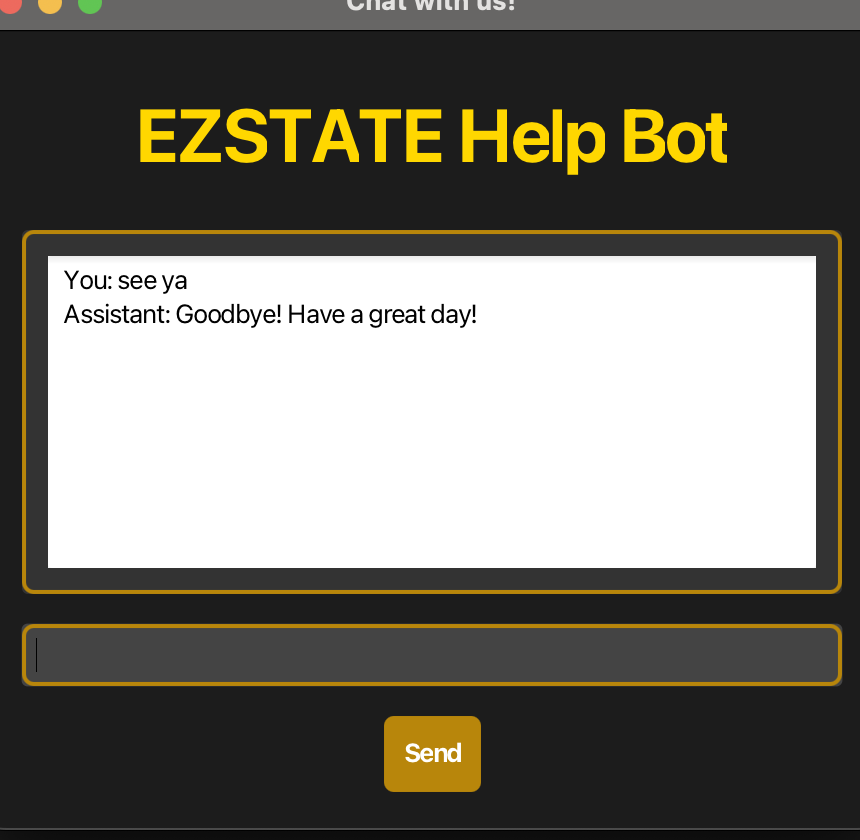 Chat with us!
EZSTATE Help Bot
You: see ya
Assistant: Goodbye! Have a great day!
Send